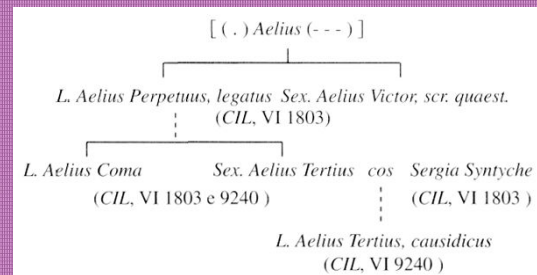 [ ( . ) Aelius (- - - ) ]
L. Aelius Perpetuus, legatus Sex. Aelius Victor, scr. quaest.
(CIL, VI 1803)
L. Aelius Coma Sex. Aelius Tertius cos Sergia Syntyche
(CIL, VI 1803 e 9240 ) (CIL, VI 1803 )
L. Aelius Tertius, causidicus
(CIL, VI 9240 )